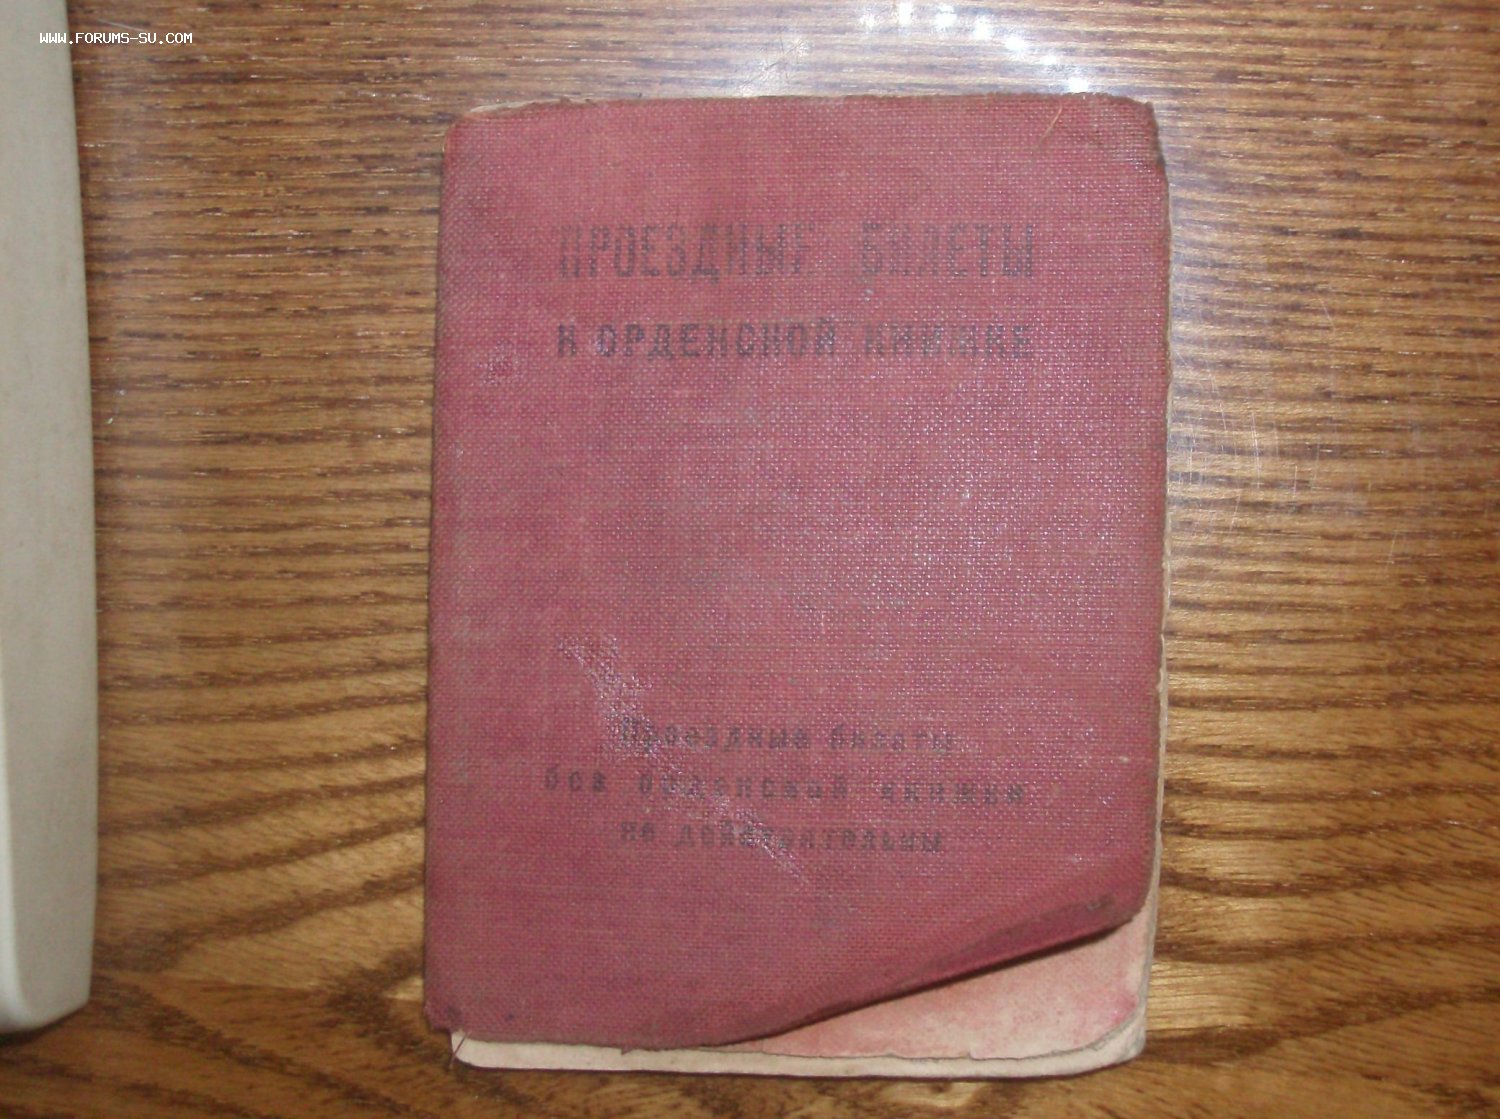 WWW.FORUMS-SU.COM
ПРОЕЗДНЫЕ БИЛЕТЫ
К ОРДЕНСКОЙ КНИЖКЕ
Проездные билеты
без орденской книжки
не действительны